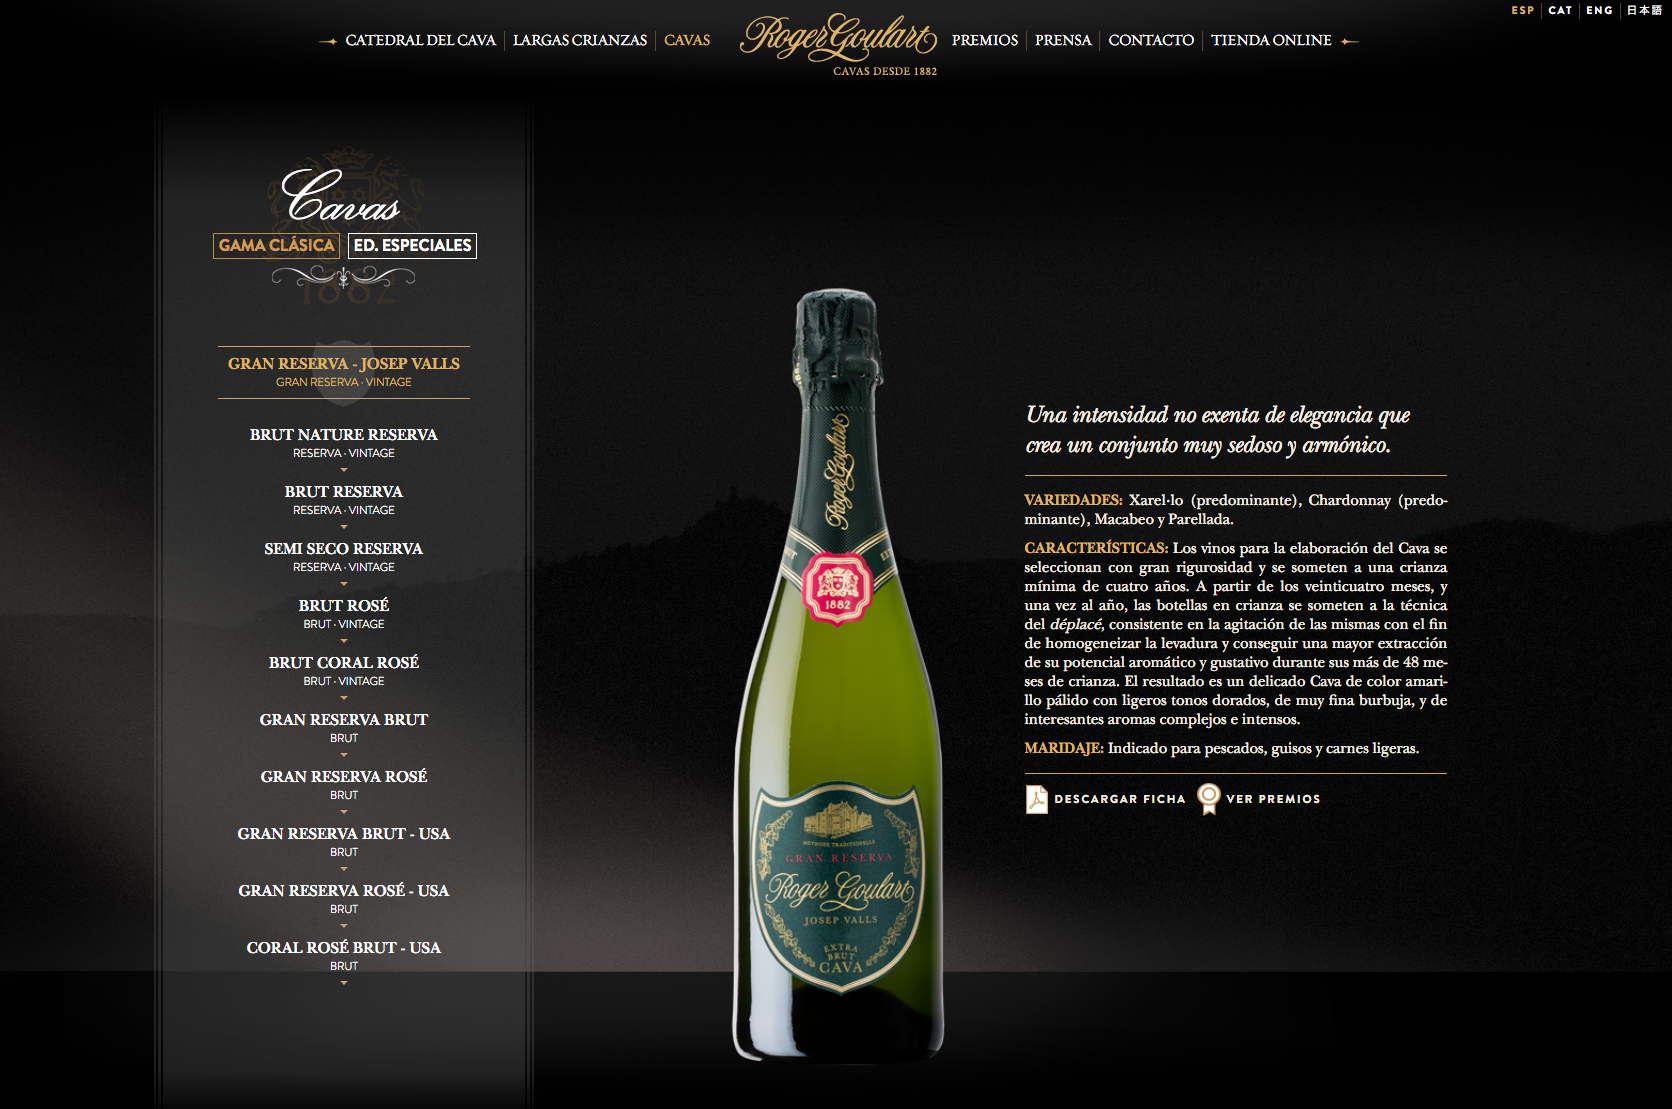 ESP CAT ENG 日本語
CATEDRAL DEL CAVA LARGAS CRIANZAS CAVAS Roger Goulart PREMIOS PRENSA CONTACTO TIENDA ONLINE
CAVAS DESDE 1882
Cavas
GAMA CLÁSICA ED. ESPECIALES
1882
GRAN RESERVA - JOSEP VALLS
GRAN RESERVA · VINTAGE
BRUT NATURE RESERVA
RESERVA · VINTAGE
BRUT RESERVA
RESERVA · VINTAGE
SEMI SECO RESERVA
RESERVA · VINTAGE
BRUT ROSÉ
BRUT · VINTAGE
BRUT CORAL ROSÉ
BRUT · VINTAGE
GRAN RESERVA BRUT
BRUT
GRAN RESERVA ROSÉ
BRUT
GRAN RESERVA BRUT - USA
BRUT
GRAN RESERVA ROSÉ - USA
BRUT
CORAL ROSÉ BRUT - USA
BRUT
Roger Goulart
1882
MÉTHODE TRADITIONELLE
GRAN RESERVA
Roger Goulart
JOSEP VALLS
EXTRA
BRUT
CAVA
Una intensidad no exenta de elegancia que
crea un conjunto muy sedoso y armónico.
VARIEDADES: Xarel·lo (predominante), Chardonnay (predo-
minante), Macabeo y Parellada.
CARACTERÍSTICAS: Los vinos para la elaboración del Cava se
seleccionan con gran rigurosidad y se someten a una crianza
mínima de cuatro años. A partir de los veinticuatro meses, y
una vez al año, las botellas en crianza se someten a la técnica
del déplacé, consistente en la agitación de las mismas con el fin
de homogeneizar la levadura y conseguir una mayor extracción
de su potencial aromático y gustativo durante sus más de 48 me-
ses de crianza. El resultado es un delicado Cava de color amari-
llo pálido con ligeros tonos dorados, de muy fina burbuja, y de
interesantes aromas complejos e intensos.
MARIDAJE: Indicado para pescados, guisos y carnes ligeras.
DESCARGAR FICHA VER PREMIOS